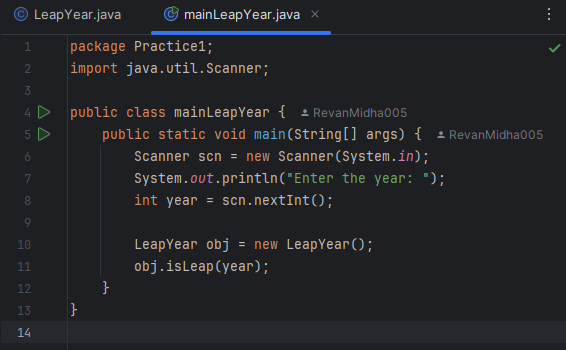 LeapYear.java mainLeapYear.java
1 package Practice1;
2 import java.util.Scanner;
3
4 public class mainLeapYear { RevanMidha005
5 public static void main(String[] args) { RevanMidha005
6 Scanner scn = new Scanner(System.in);
7 System.out.println("Enter the year: ");
8 int year = scn.nextInt();
9
10 LeapYear obj = new LeapYear();
11 obj.isLeap(year);
12 }
13 }
14